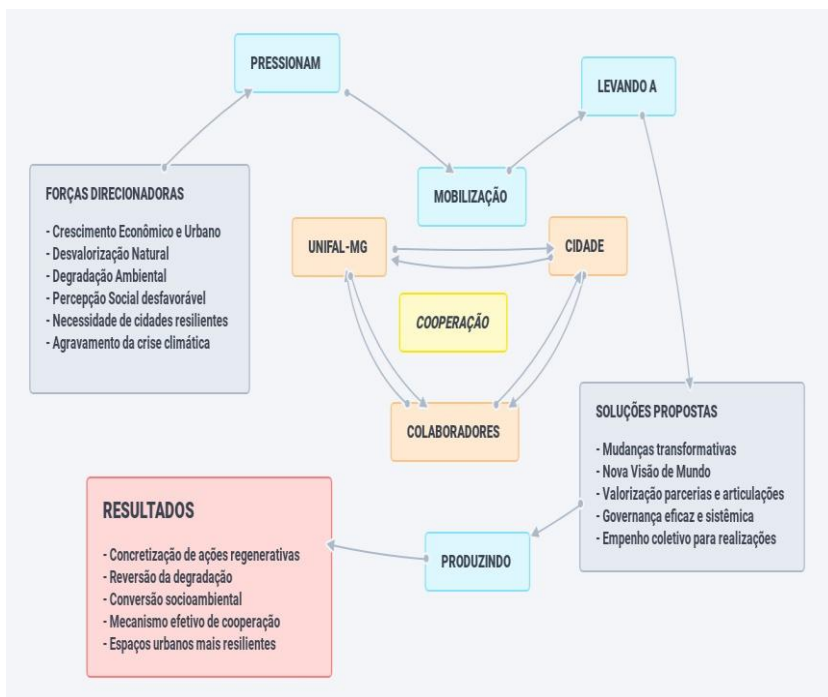 PRESSIONAM
LEVANDO A
MOBILIZAÇÃO
FORÇAS DIRECIONADORAS
- Crescimento Econômico e Urbano
- Desvalorização Natural
- Degradação Ambiental
- Percepção Social desfavorável
- Necessidade de cidades resilientes
- Agravamento da crise climática
UNIFAL-MG
CIDADE
COOPERAÇÃO
COLABORADORES
SOLUÇÕES PROPOSTAS
- Mudanças transformativas
- Nova Visão de Mundo
- Valorização parcerias e articulações
- Governança eficaz e sistêmica
- Empenho coletivo para realizações
PRODUZINDO
RESULTADOS
- Concretização de ações regenerativas
- Reversão da degradação
- Conversão socioambiental
- Mecanismo efetivo de cooperação
- Espaços urbanos mais resilientes